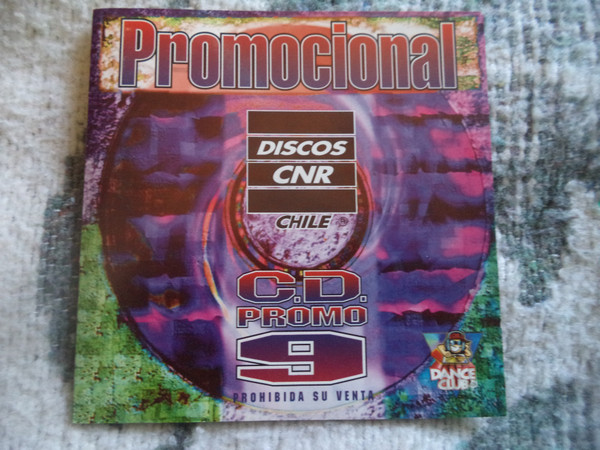 Promocional
DISCOS
CNR
CHILE
C.D.
PROMO
9
PROHIBIDA SU VENTA
DANCE
CLUB